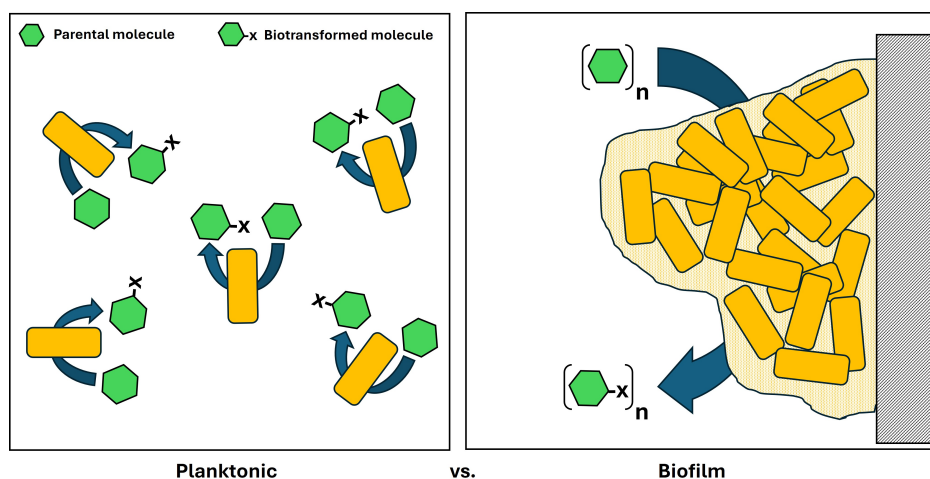 Parental molecule
-x Biotransformed molecule
x
x
-x
x
x
n
-x
n
Planktonic vs. Biofilm